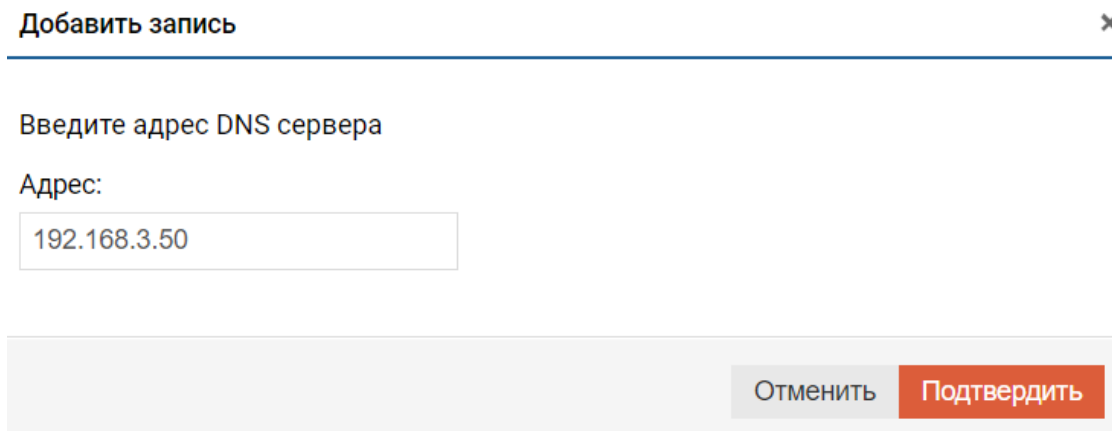 Добавить запись
Введите адрес DNS сервера
Адрес:
192.168.3.50
Отменить Подтвердить